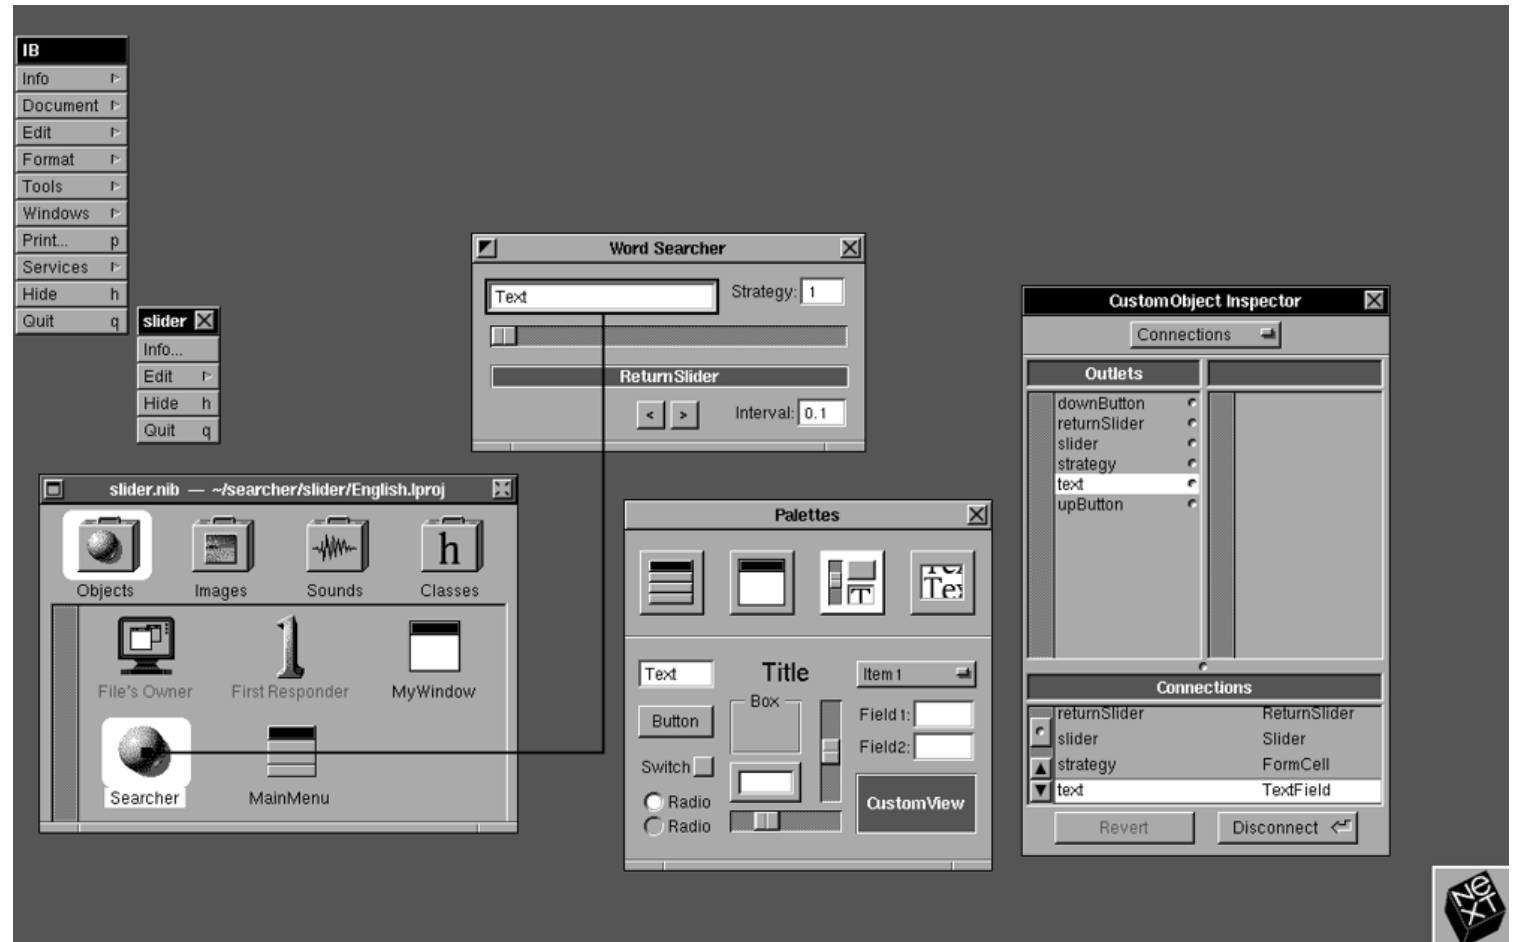 IB
Info
Document
Edit
Format
Tools
Windows
Print... p
Services
Hide h
Quit q
slider
Info...
Edit
Hide h
Quit q
Word Searcher
Text
Strategy: 1
ReturnSlider
< >
Interval: 0.1
slider.nib — ~/searcher/slider/English.lproj
h
Objects Images Sounds Classes
1
File's Owner First Responder MyWindow
Searcher MainMenu
Palettes
T
Text
Title
Item1
Box
Button
Field1:
Field2:
Switch
Radio
Radio
CustomView
CustomObject Inspector
Connections
Outlets
downButton
returnSlider
slider
strategy
text
upButton
Connections
returnSlider ReturnSlider
slider Slider
strategy FormCell
text TextField
Revert Disconnect
NeXT